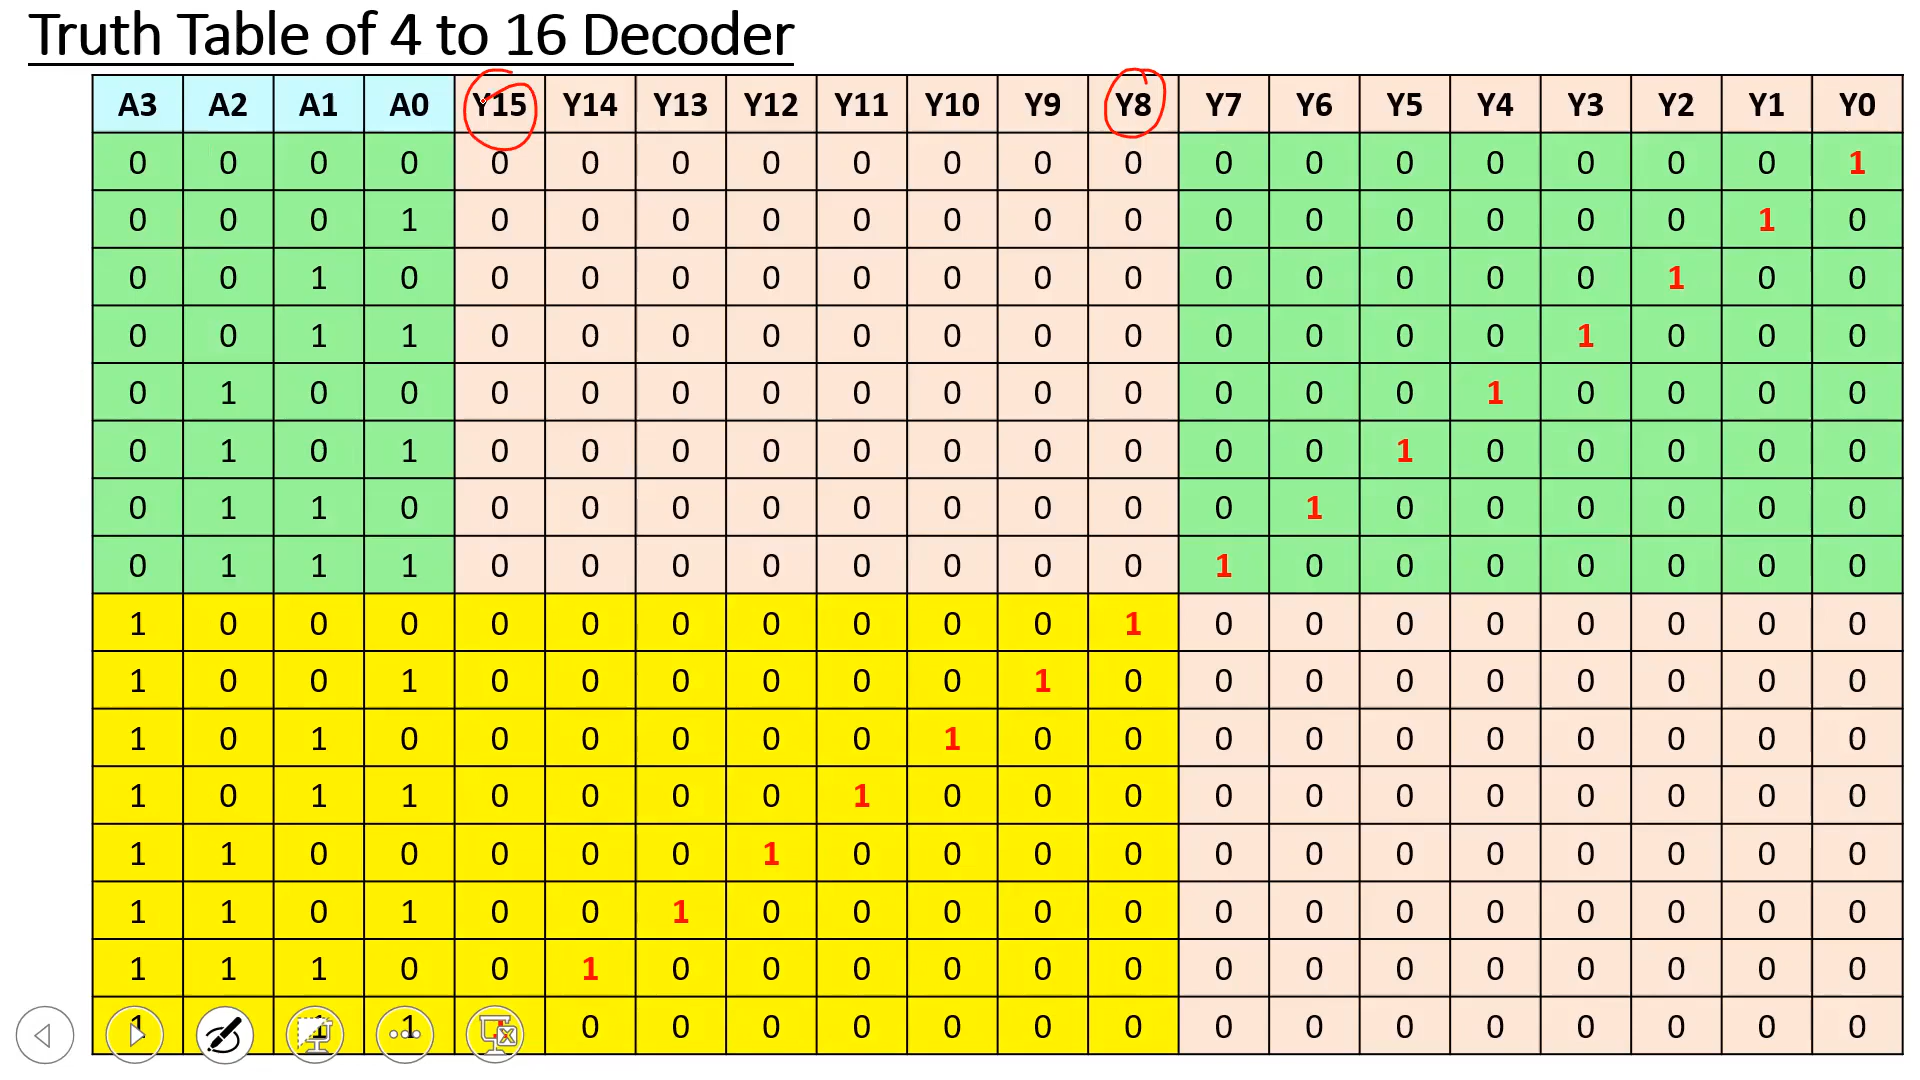 Truth Table of 4 to 16 Decoder
A3 A2 A1 A0 Y15 Y14 Y13 Y12 Y11 Y10 Y9 Y8 Y7 Y6 Y5 Y4 Y3 Y2 Y1 Y0
0 0 0 0 0 0 0 0 0 0 0 0 0 0 0 0 0 0 0 1
0 0 0 1 0 0 0 0 0 0 0 0 0 0 0 0 0 0 1 0
0 0 1 0 0 0 0 0 0 0 0 0 0 0 0 0 0 1 0 0
0 0 1 1 0 0 0 0 0 0 0 0 0 0 0 0 1 0 0 0
0 1 0 0 0 0 0 0 0 0 0 0 0 0 0 1 0 0 0 0
0 1 0 1 0 0 0 0 0 0 0 0 0 0 1 0 0 0 0 0
0 1 1 0 0 0 0 0 0 0 0 0 0 1 0 0 0 0 0 0
0 1 1 1 0 0 0 0 0 0 0 0 1 0 0 0 0 0 0 0
1 0 0 0 0 0 0 0 0 0 0 1 0 0 0 0 0 0 0 0
1 0 0 1 0 0 0 0 0 0 1 0 0 0 0 0 0 0 0 0
1 0 1 0 0 0 0 0 0 1 0 0 0 0 0 0 0 0 0 0
1 0 1 1 0 0 0 0 1 0 0 0 0 0 0 0 0 0 0 0
1 1 0 0 0 0 0 1 0 0 0 0 0 0 0 0 0 0 0 0
1 1 0 1 0 0 1 0 0 0 0 0 0 0 0 0 0 0 0 0
1 1 1 0 0 1 0 0 0 0 0 0 0 0 0 0 0 0 0 0
1 1 1 0 0 0 0 0 0 0 0 0 0 0 0 0 0 0